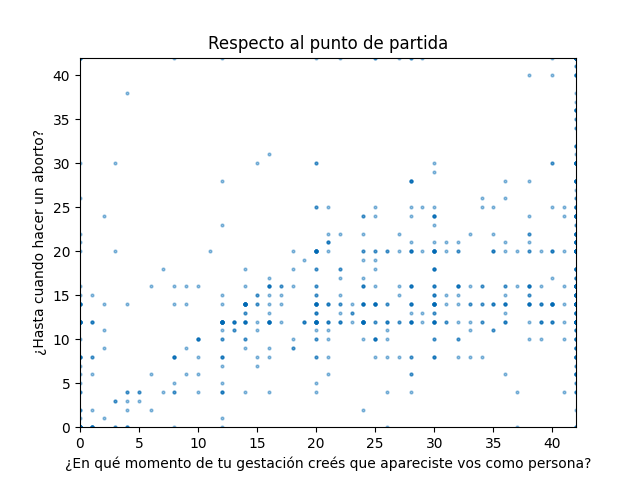 Respecto al punto de partida
¿Hasta cuando hacer un aborto?
40
35
30
25
20
15
10
5
0
0 5 10 15 20 25 30 35 40
¿En qué momento de tu gestación creés que apareciste vos como persona?